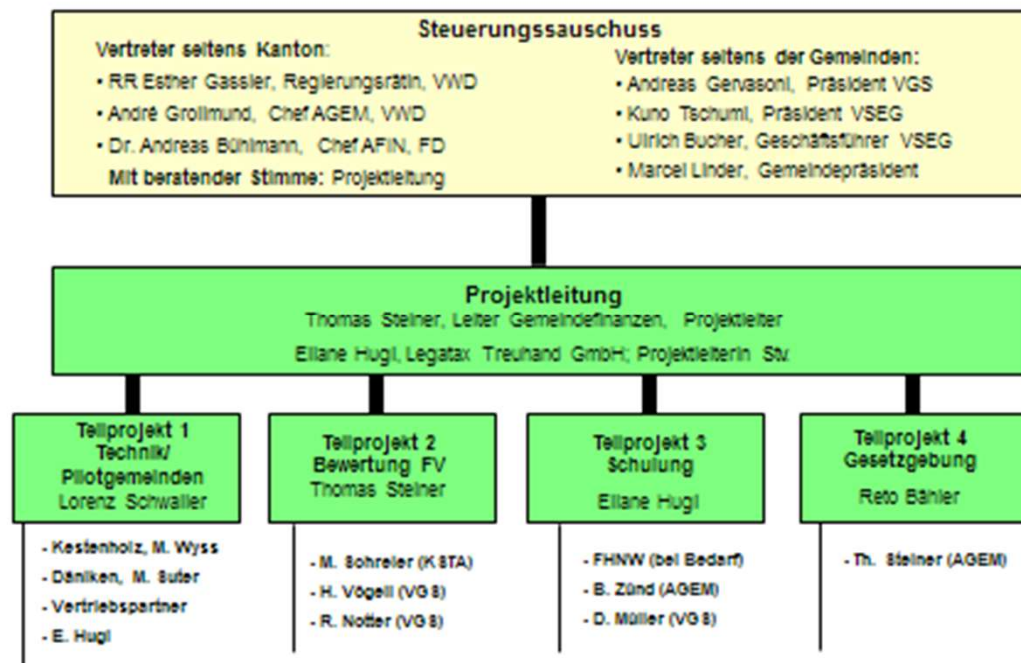 Steuerungssauschuss
Vertreter seitens Kanton:
• RR Esther Gassler, Regierungsrätin, VWD
• André Grolimund, Chef AGEM, VWD
• Dr. Andreas Bühlmann, Chef AFIN, FD
Mit beratender Stimme: Projektleitung
Vertreter seitens der Gemeinden:
• Andreas Gervasoni, Präsident VGS
• Kuno Tschumi, Präsident VSEG
• Ulrich Bucher, Geschäftsführer VSEG
• Marcel Linder, Gemeindepräsident
Projektleitung
Thomas Steiner, Leiter Gemeindefinanzen, Projektleiter
Eliane Hugi, Legatax Treuhand GmbH; Projektleiterin Stv.
Teilprojekt 1
Technik/
Pilotgemeinden
Lorenz Schwaller
- Kestenholz, M. Wyss
- Däniken, M. Suter
- Vertriebspartner
- E. Hugi
Teilprojekt 2
Bewertung FV
Thomas Steiner
- M. Schreier (KSTA)
- H. Vögeli (VGS)
- R. Notter (VGS)
Teilprojekt 3
Schulung
Eliane Hugi
- FHNW (bei Bedarf)
- B. Zünd (AGEM)
- D. Müller (VGS)
Teilprojekt 4
Gesetzgebung
Reto Bähler
- Th. Steiner (AGEM)